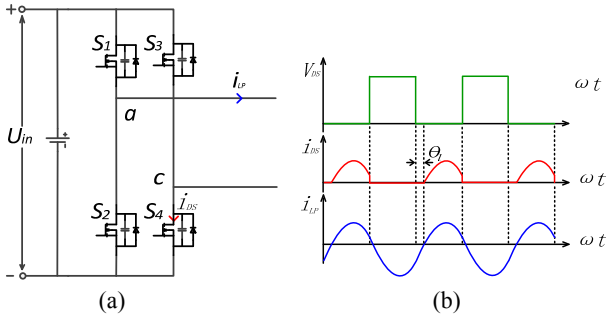 +
S1
S3
iLP
a
Uin
c
iDS
S2
S4
-
(a)
VDS
ωt
θI
iDS
ωt
iLP
ωt
(b)